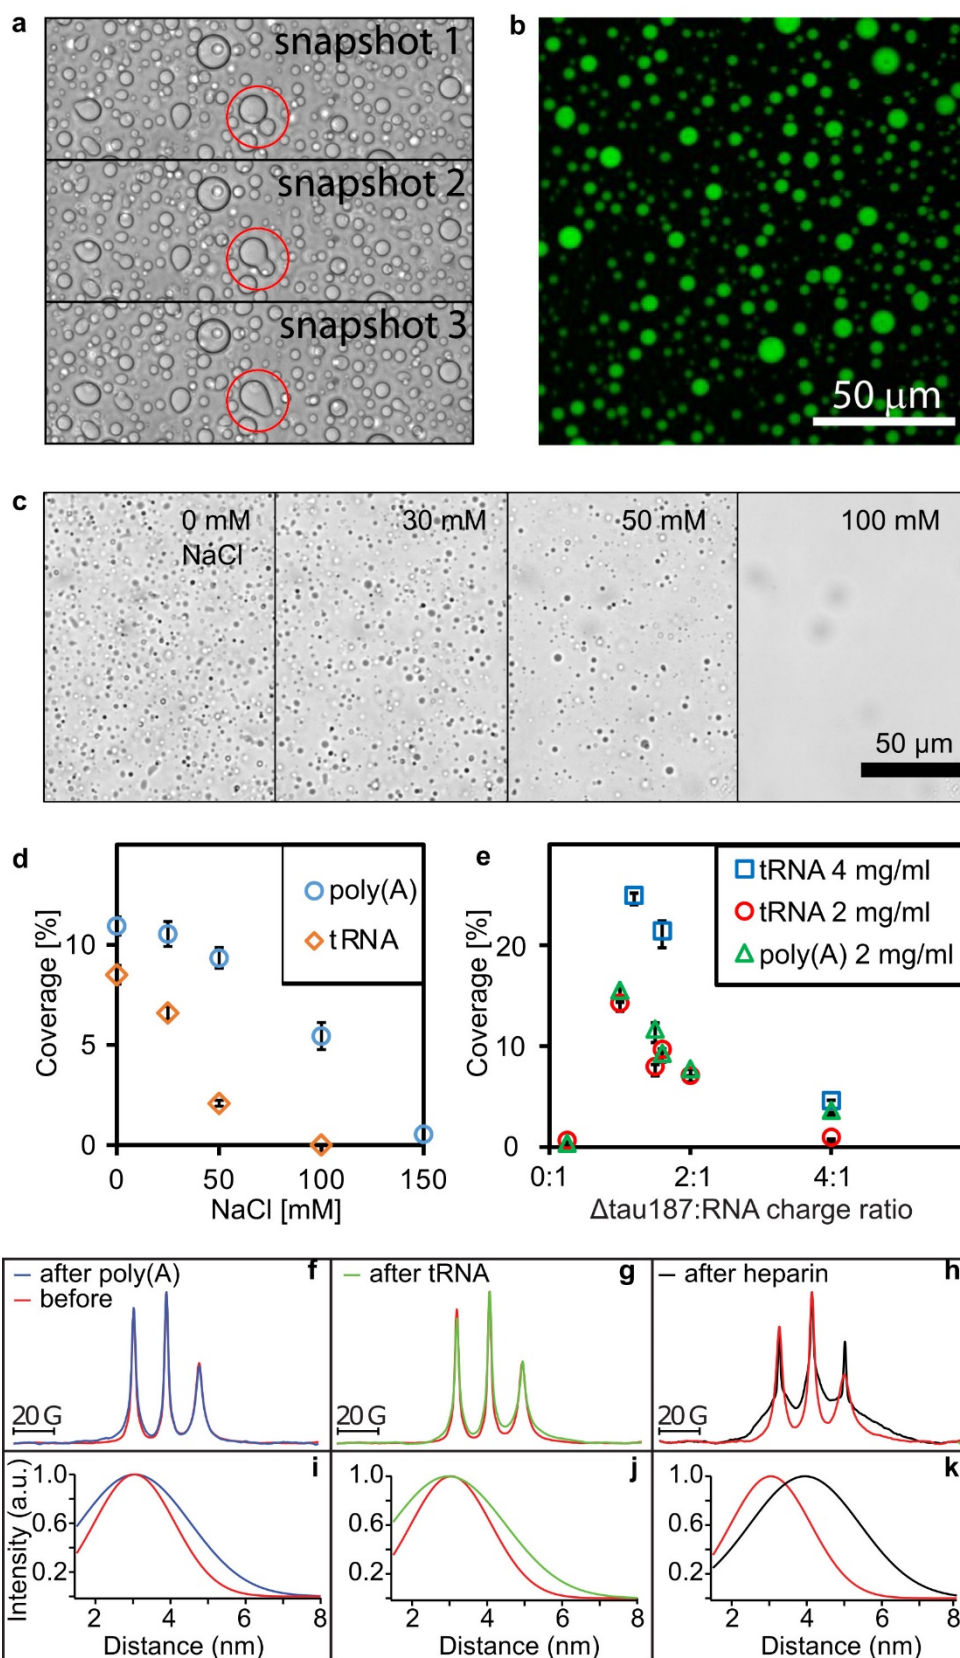 a
snapshot 1
snapshot 2
snapshot 3
b
50 μm
c
0 mM
NaCl
30 mM
50 mM
100 mM
50 μm
d
Coverage [%]
10
5
0
0
50
100
150
NaCl [mM]
poly(A)
tRNA
e
Coverage [%]
20
10
0
0:1
2:1
4:1
Δtau187:RNA charge ratio
tRNA 4 mg/ml
tRNA 2 mg/ml
poly(A) 2 mg/ml
after poly(A)
before
f
20 G
after tRNA
g
20 G
after heparin
h
20 G
i
Intensity (a.u.)
1.0
0.6
0.2
2 4 6 8
Distance (nm)
j
1.0
0.6
0.2
2 4 6 8
Distance (nm)
k
1.0
0.6
0.2
2 4 6 8
Distance (nm)